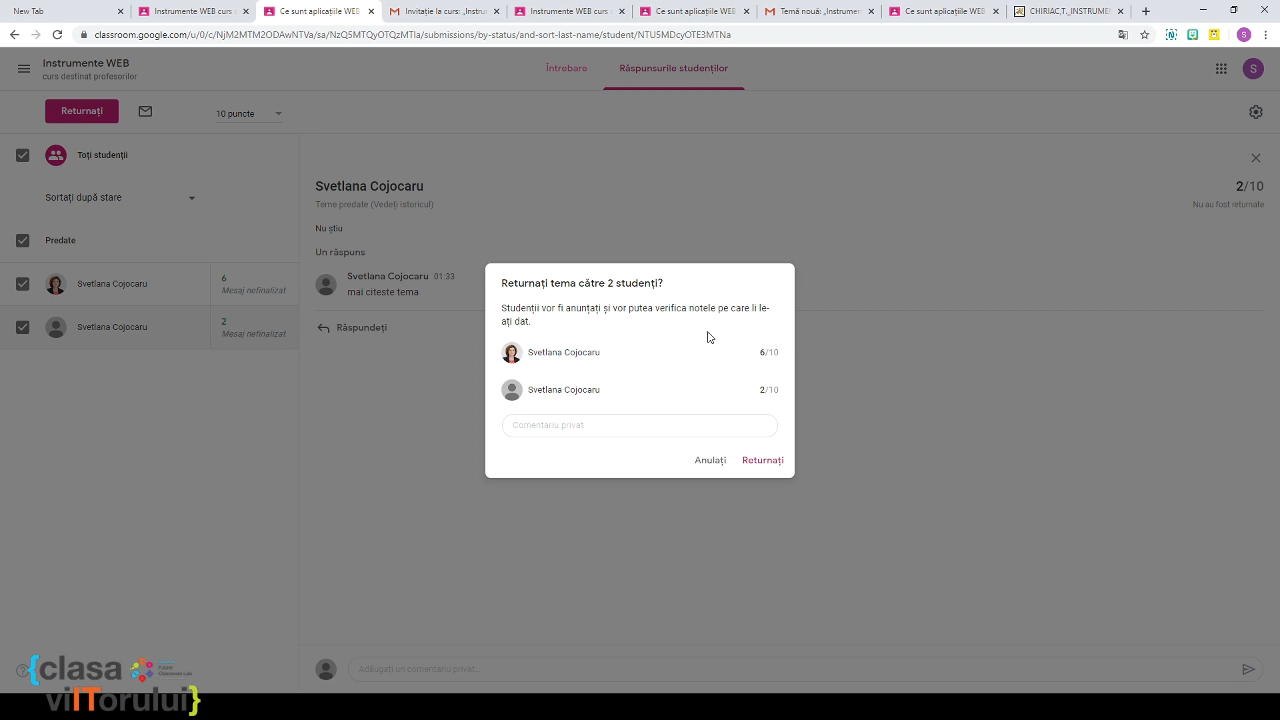 New Tab
Instrumente WEB curs
Ce sunt aplicațiile WEB
Invitație la curs: „Instru
Instrumente WEB curs
Ce sunt aplicațiile WEB
Temă nouă: „Instrumer
Ce sunt aplicațiile WEB
CHIRIAC,T._INSTRUMEN
classroom.google.com/u/0/c/NjM2MTM2ODAwNTVa/sa/NzQ5MTQyOTQzMTla/submissions/by-status/and-sort-last-name/student/NTU5MDcyOTE3MTNa
Instrumente WEB
curs destinat profesorilor
Întrebare
Răspunsurile studenților
S
Returnați
10 puncte
Toți studenții
Sortați după stare
Predate
Svetlana Cojocaru
6
Mesaj nefinalizat
Svetlana Cojocaru
2
Mesaj nefinalizat
Svetlana Cojocaru
2/10
Teme predate (Vedeți istoricul)
Nu au fost returnate
Nu știu
Un răspuns
Svetlana Cojocaru 01:33
mai citeste tema
Răspundeți
Returnați tema către 2 studenți?
Studenții vor fi anunțați și vor putea verifica notele pe care li le-
ați dat.
Svetlana Cojocaru 6/10
Svetlana Cojocaru 2/10
Comentariu privat
Anulați Returnați
Adăugați un comentariu privat...
{clasa
viITorului}